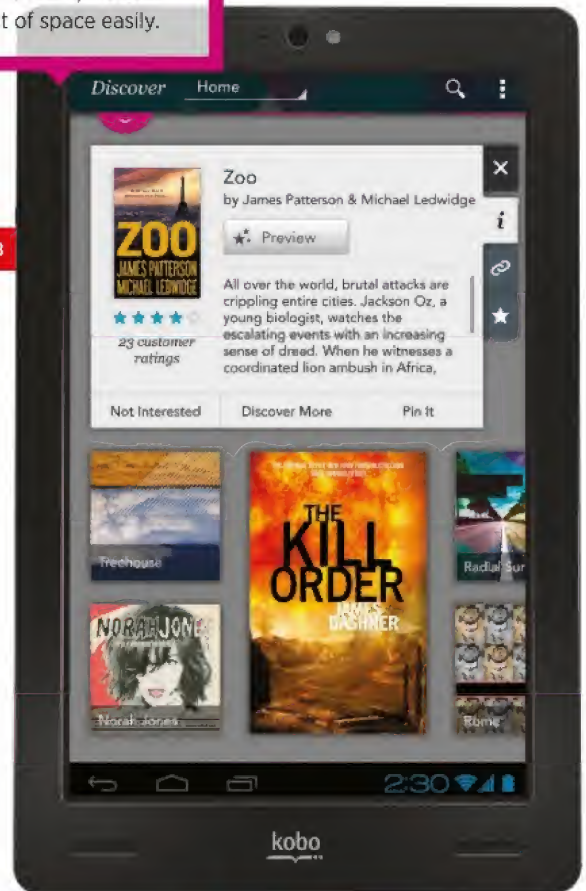 t of space easily.
Discover Home
Zoo
by James Patterson & Michael Ledwidge
Preview
ZOO
JAMES PATTERSON
MICHAEL LEDWIDGE
23 customer
ratings
All over the world, brutal attacks are
crippling entire cities. Jackson Oz, a
young biologist, watches the
escalating events with an increasing
sense of dread. When he witnesses a
coordinated lion ambush in Africa,
Not Interested Discover More Pin It
Treehouse
THE
KILL
ORDER
JAMES
DASHNER
Radial Sur
NORAH JONE
Norah Jones
Rome
2:30
kobo